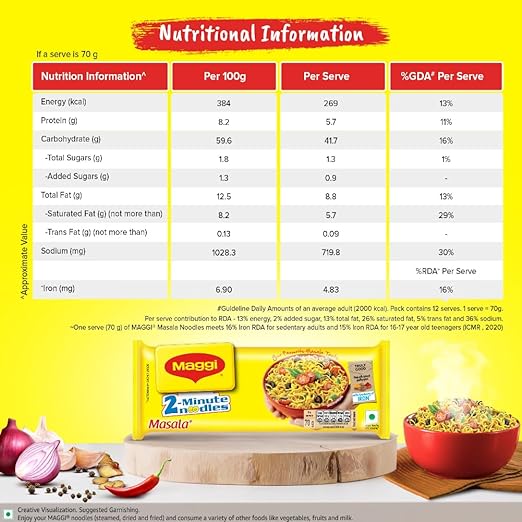 Nutritional Information
If a serve is 70 g
Nutrition Information^ Per 100g Per Serve %GDA# Per Serve
Energy (kcal) 384 269 13%
Protein (g) 8.2 5.7 11%
Carbohydrate (g) 59.6 41.7 16%
-Total Sugars (g) 1.8 1.3 1%
-Added Sugars (g) 1.3 0.9 -
Total Fat (g) 12.5 8.8 13%
-Saturated Fat (g) (not more than) 8.2 5.7 29%
-Trans Fat (g) (not more than) 0.13 0.09 -
Sodium (mg) 1028.3 719.8 30%
%RDA~ Per Serve
~Iron (mg) 6.90 4.83 16%
^Approximate Value
#Guideline Daily Amounts of an average adult (2000 kcal). Pack contains 12 serves. 1 serve = 70g.
Per serve contribution to RDA - 13% energy, 2% added sugar, 13% total fat, 26% saturated fat, 5% trans fat and 36% sodium.
~One serve (70 g) of MAGGI® Masala Noodles meets 16% Iron RDA for sedentary adults and 15% Iron RDA for 16-17 year old teenagers (ICMR , 2020)
Maggi
2-Minute
noodles
Masala
IRON
70 g
Creative Visualization. Suggested Garnishing.
Enjoy your MAGGI® noodles (steamed, dried and fried) and consume a variety of other foods like vegetables, fruits and milk.